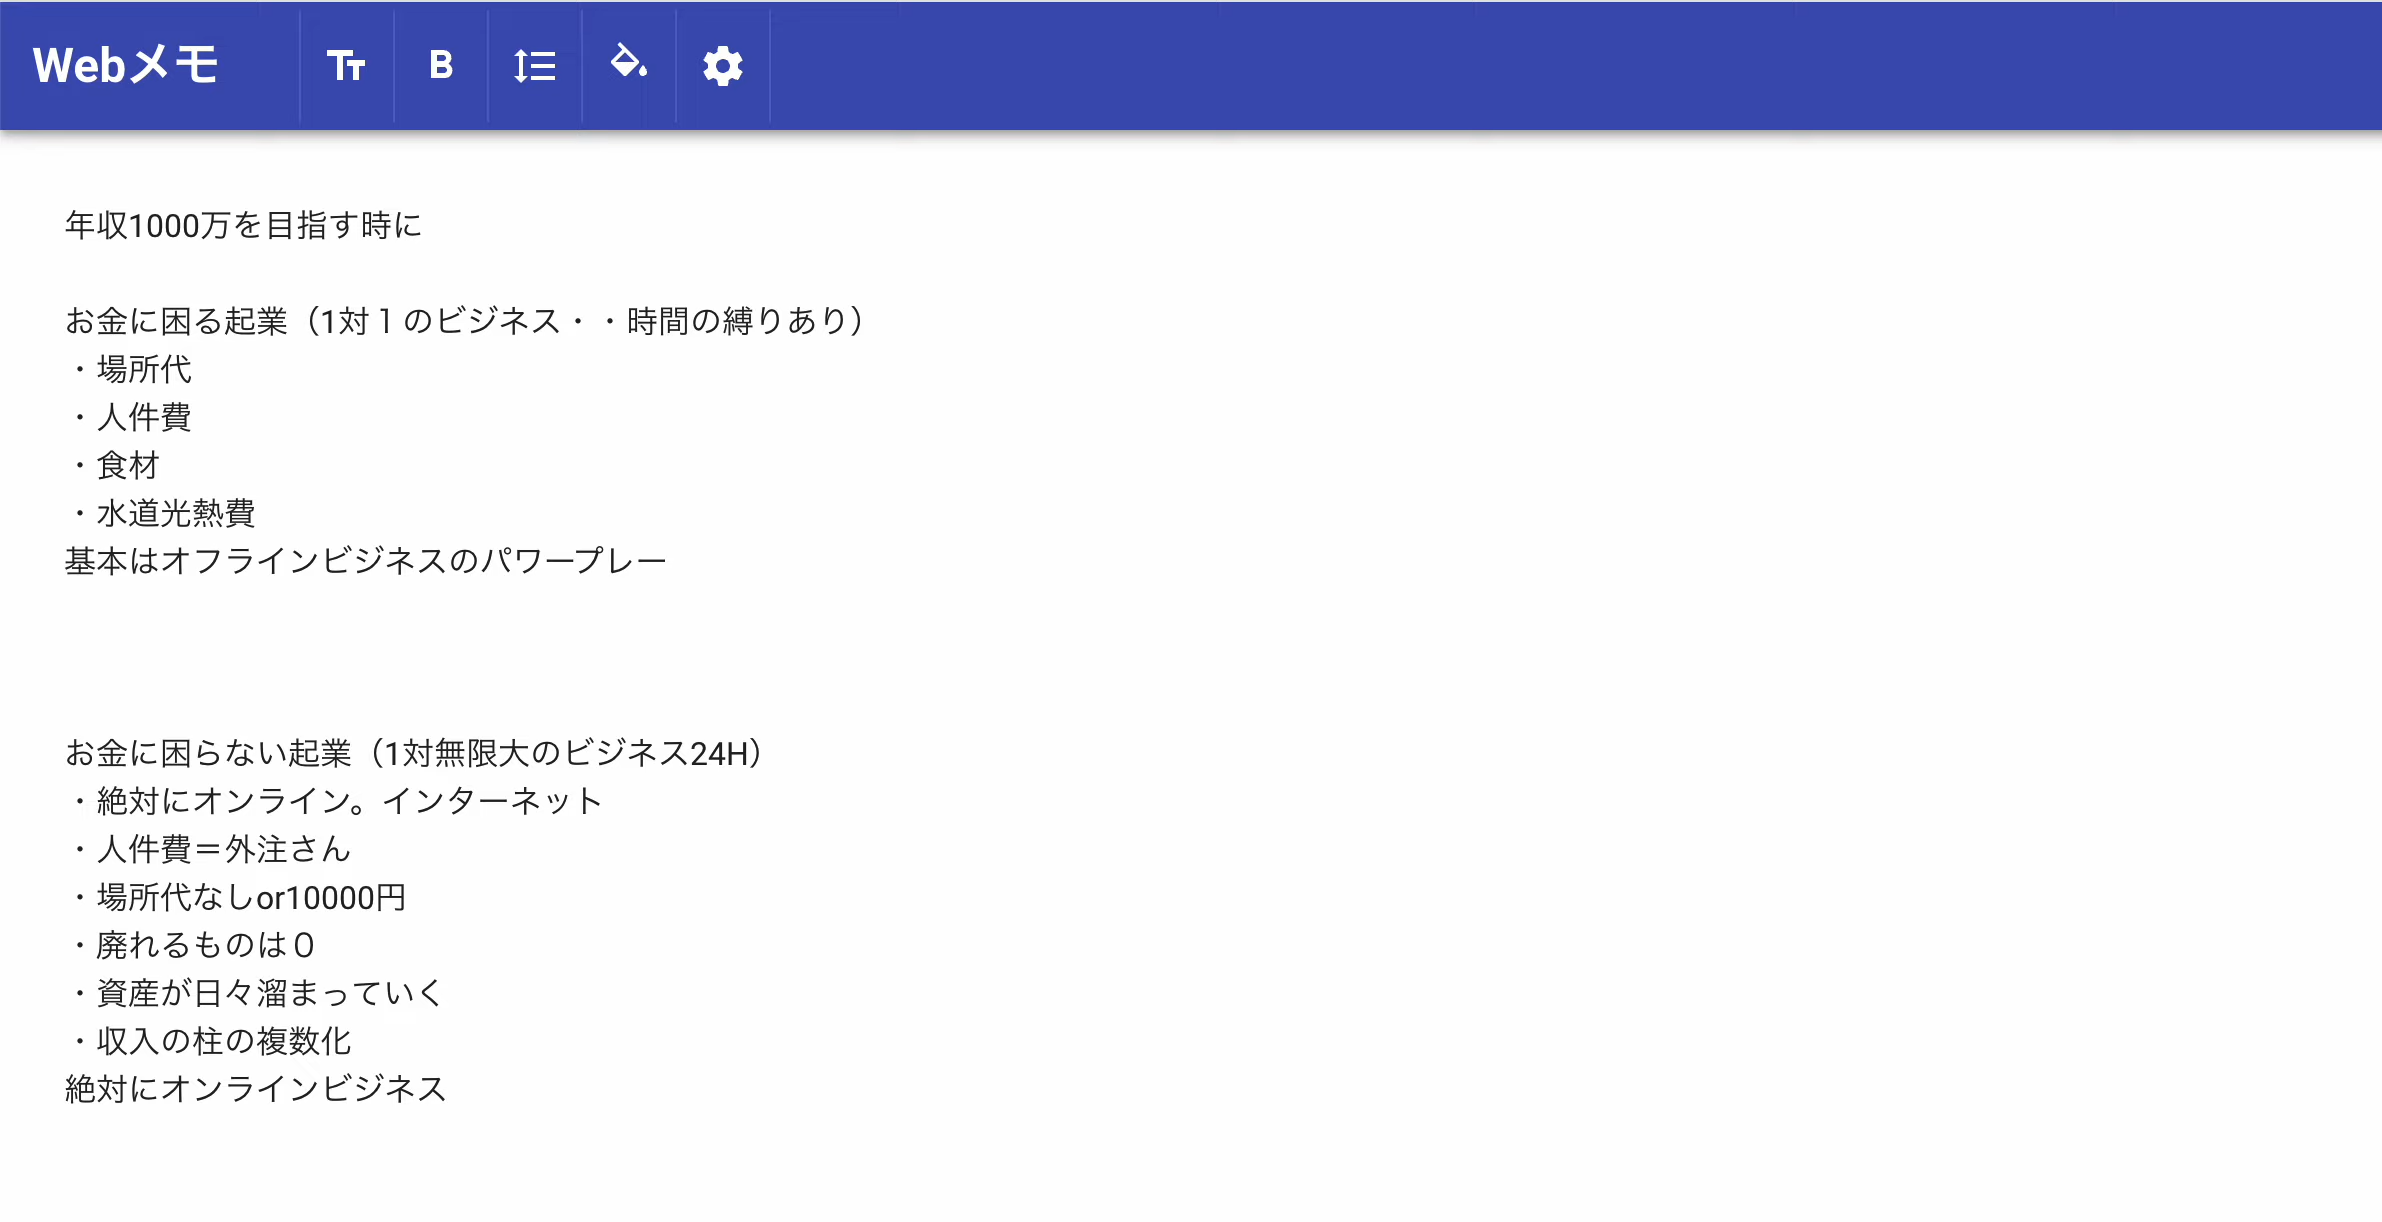 Webメモ
年収1000万を目指す時に
お金に困る起業（1対１のビジネス・・時間の縛りあり）
・場所代
・人件費
・食材
・水道光熱費
基本はオフラインビジネスのパワープレー
お金に困らない起業（1対無限大のビジネス24H）
・絶対にオンライン。インターネット
・人件費＝外注さん
・場所代なしor10000円
・廃れるものは０
・資産が日々溜まっていく
・収入の柱の複数化
絶対にオンラインビジネス